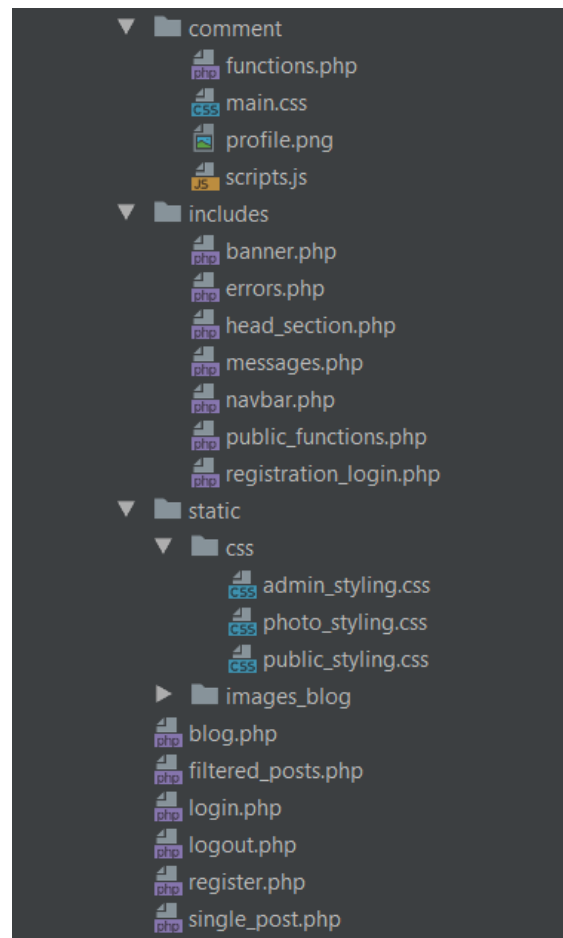 comment
php functions.php
CSS main.css
profile.png
JS scripts.js
includes
php banner.php
php errors.php
php head_section.php
php messages.php
php navbar.php
php public_functions.php
php registration_login.php
static
css
CSS admin_styling.css
CSS photo_styling.css
CSS public_styling.css
images_blog
php blog.php
php filtered_posts.php
php login.php
php logout.php
php register.php
php single_post.php